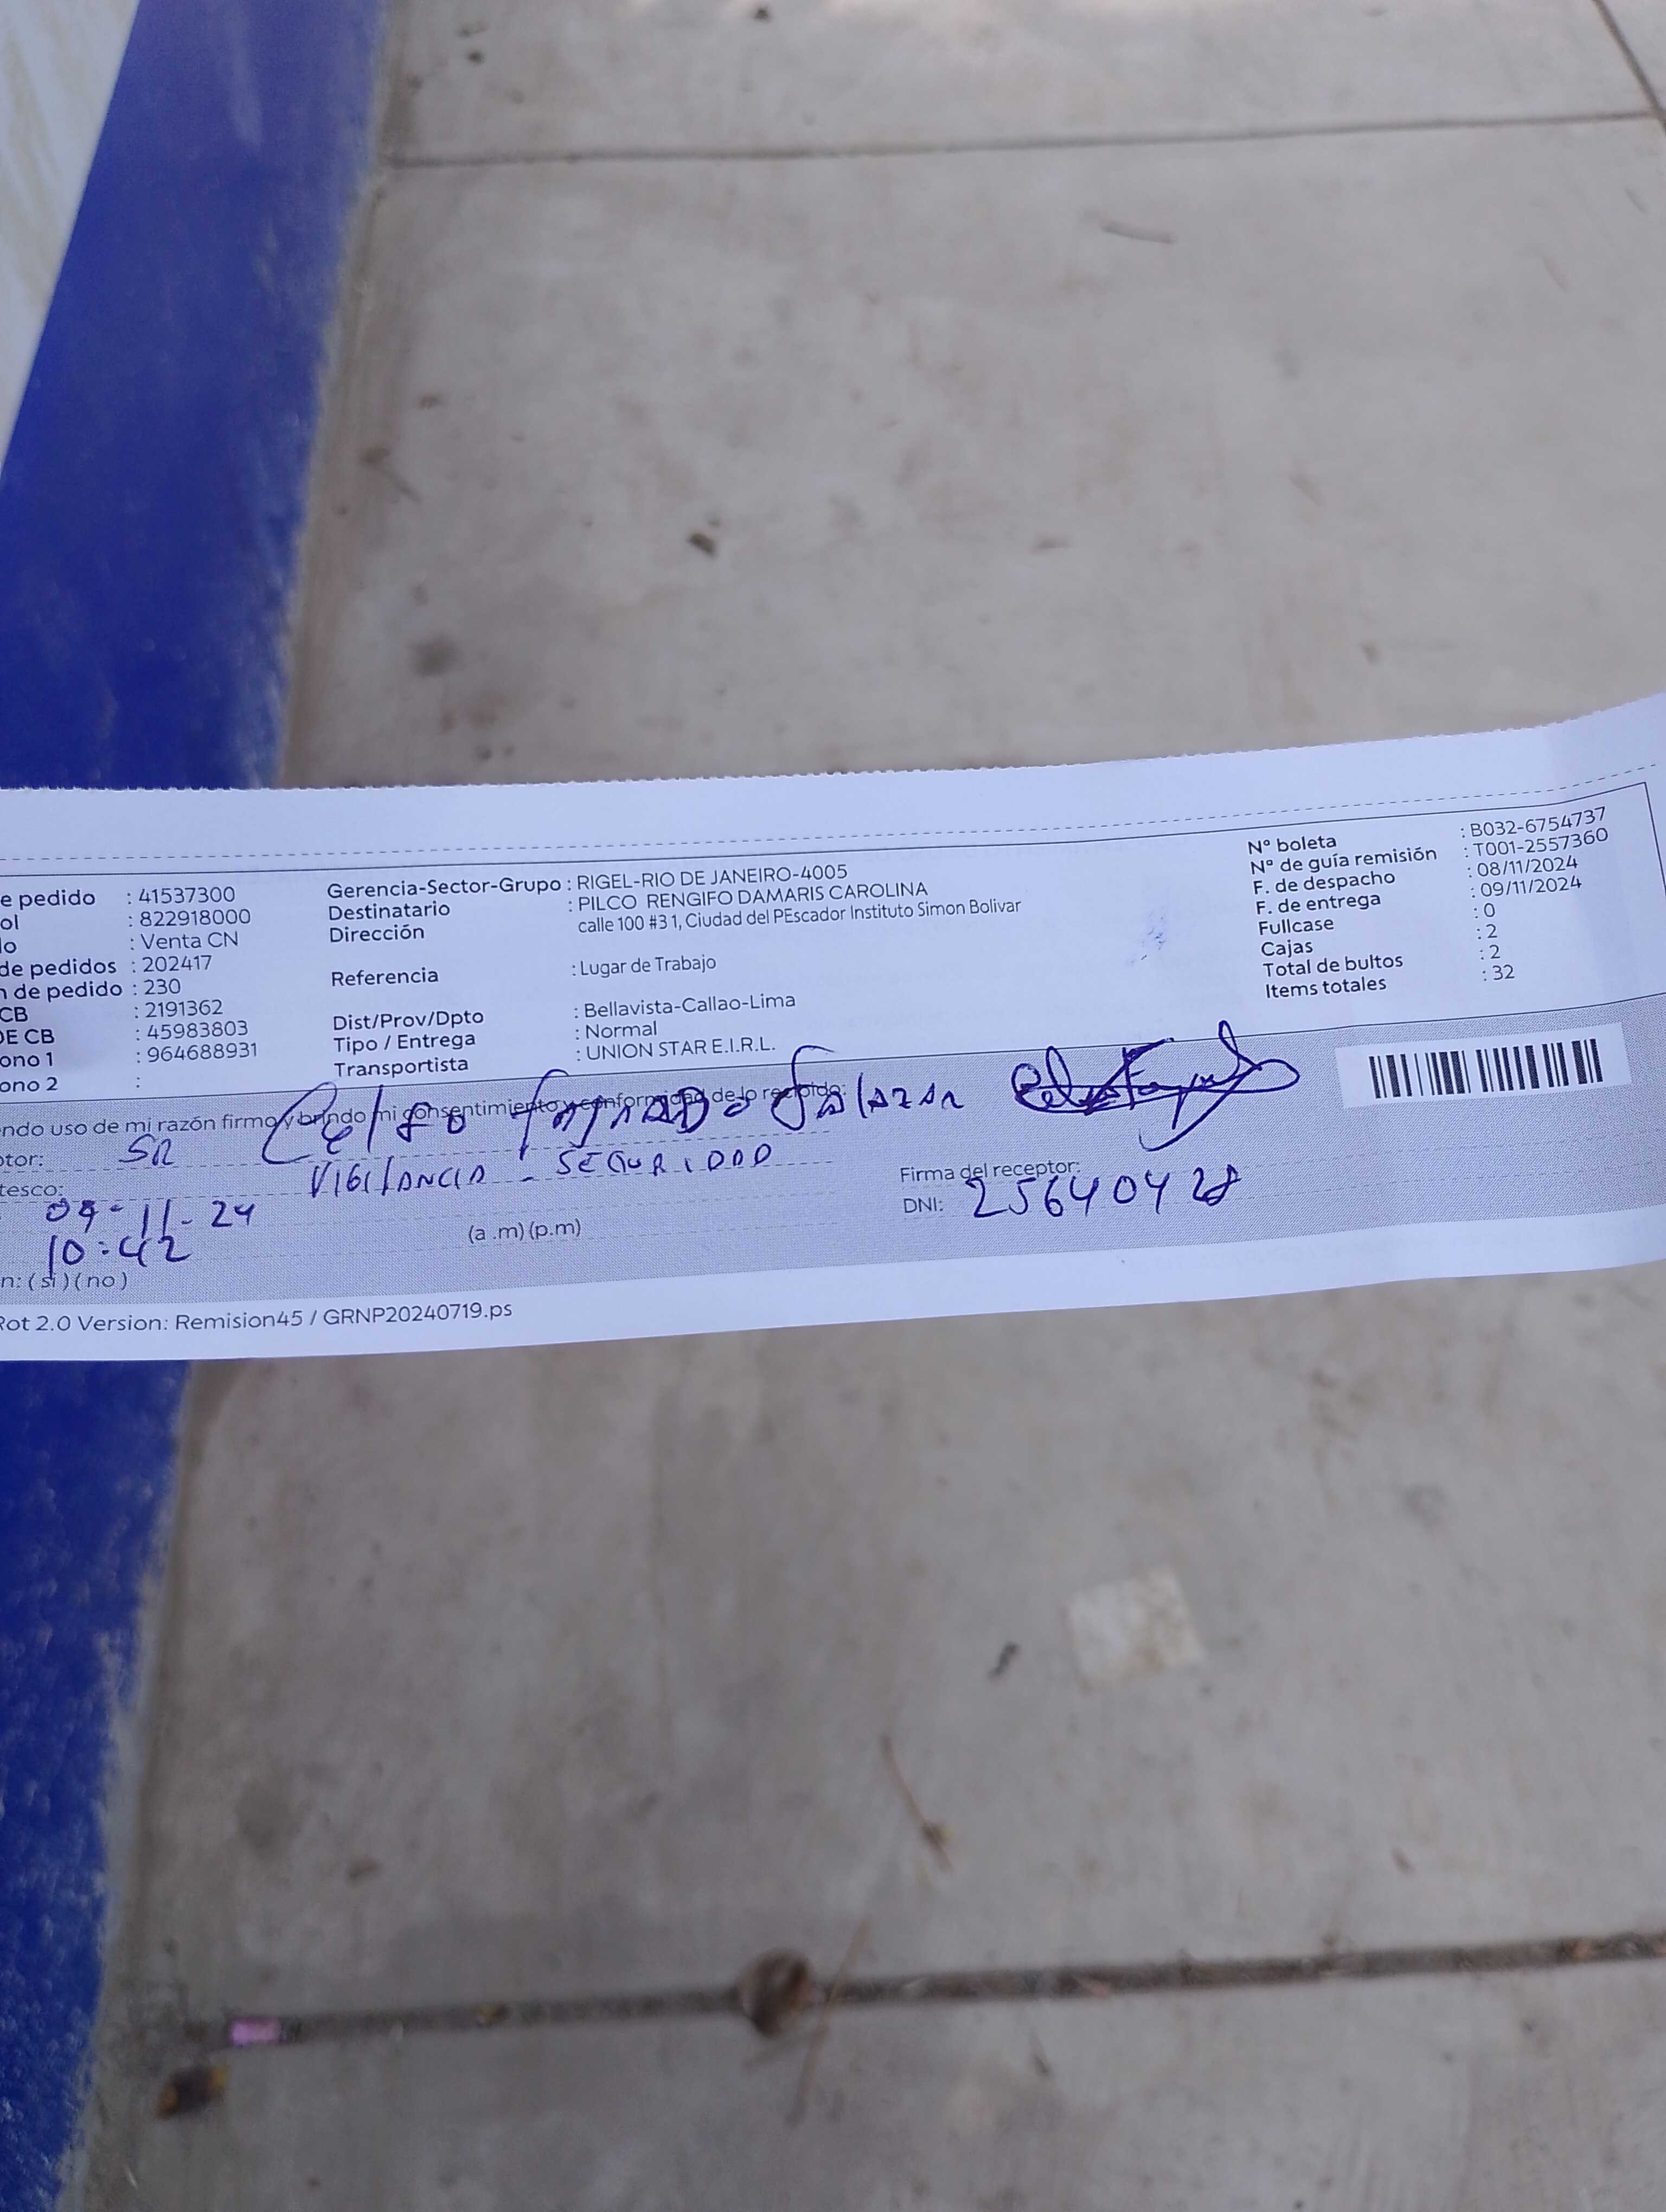 e pedido : 41537300
ol : 822918000
lo : Venta CN
de pedidos : 202417
n de pedido : 230
CB : 2191362
DE CB : 45983803
ono 1 : 964688931
ono 2 :
Gerencia-Sector-Grupo : RIGEL-RIO DE JANEIRO-4005
Destinatario : PILCO RENGIFO DAMARIS CAROLINA
Dirección calle 100 #3 1, Ciudad del PEscador Instituto Simon Bolivar
Referencia : Lugar de Trabajo
Dist/Prov/Dpto : Bellavista-Callao-Lima
Tipo / Entrega : Normal
Transportista : UNION STAR E.I.R.L.
N° boleta : B032-6754737
N° de guía remisión : T001-2557360
F. de despacho : 08/11/2024
F. de entrega : 09/11/2024
Fullcase : 0
Cajas : 2
Total de bultos : 2
Items totales : 32
ndo uso de mi razón firmo y brindo mi consentimiento y conformidad de lo recibido:
tor: SR Celso Salazar
tesco: VIGILANCIA - SEGURIDAD
09-11-24
10:42 (a .m) (p.m)
Firma del receptor:
DNI: 25640428
n: ( si ) ( no )
Rot 2.0 Version: Remision45 / GRNP20240719.ps